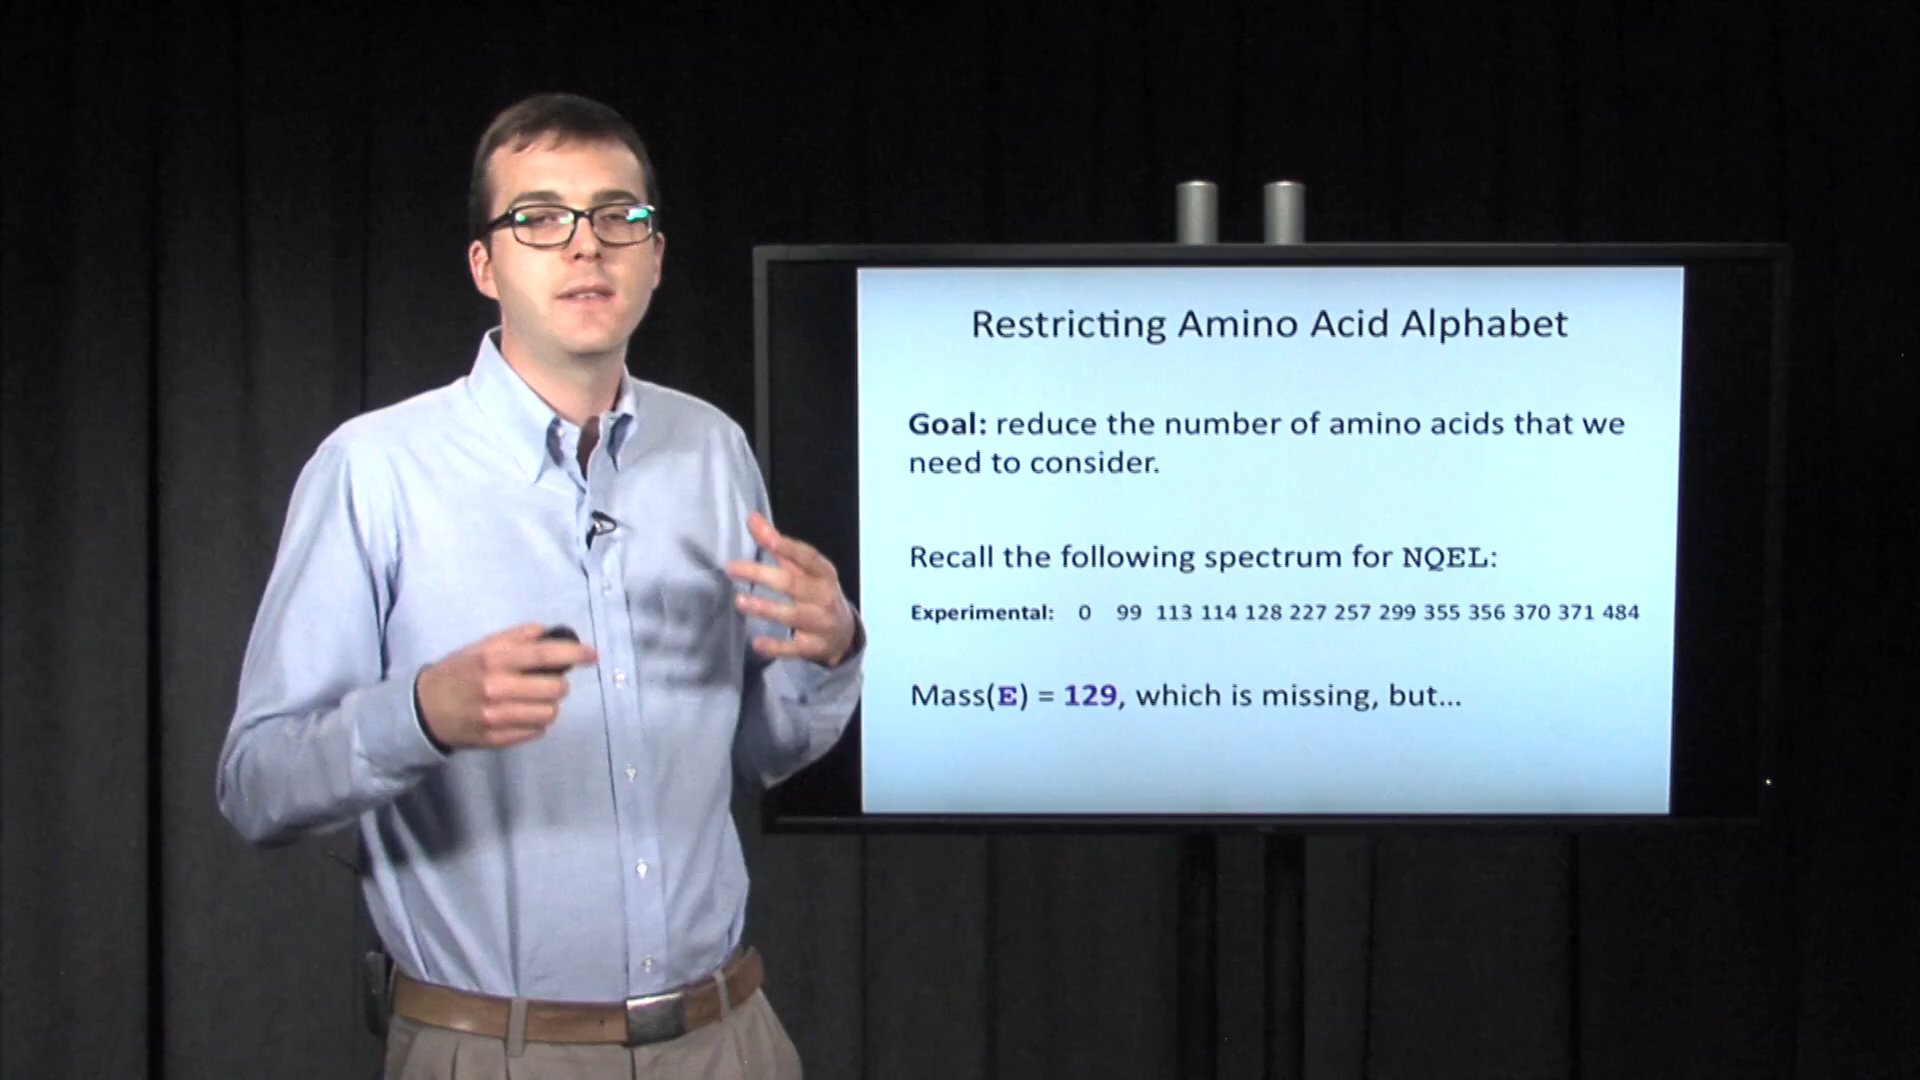 Restricting Amino Acid Alphabet
Goal: reduce the number of amino acids that we
need to consider.
Recall the following spectrum for NQEL:
Experimental: 0 99 113 114 128 227 257 299 355 356 370 371 484
Mass(E) = 129, which is missing, but...